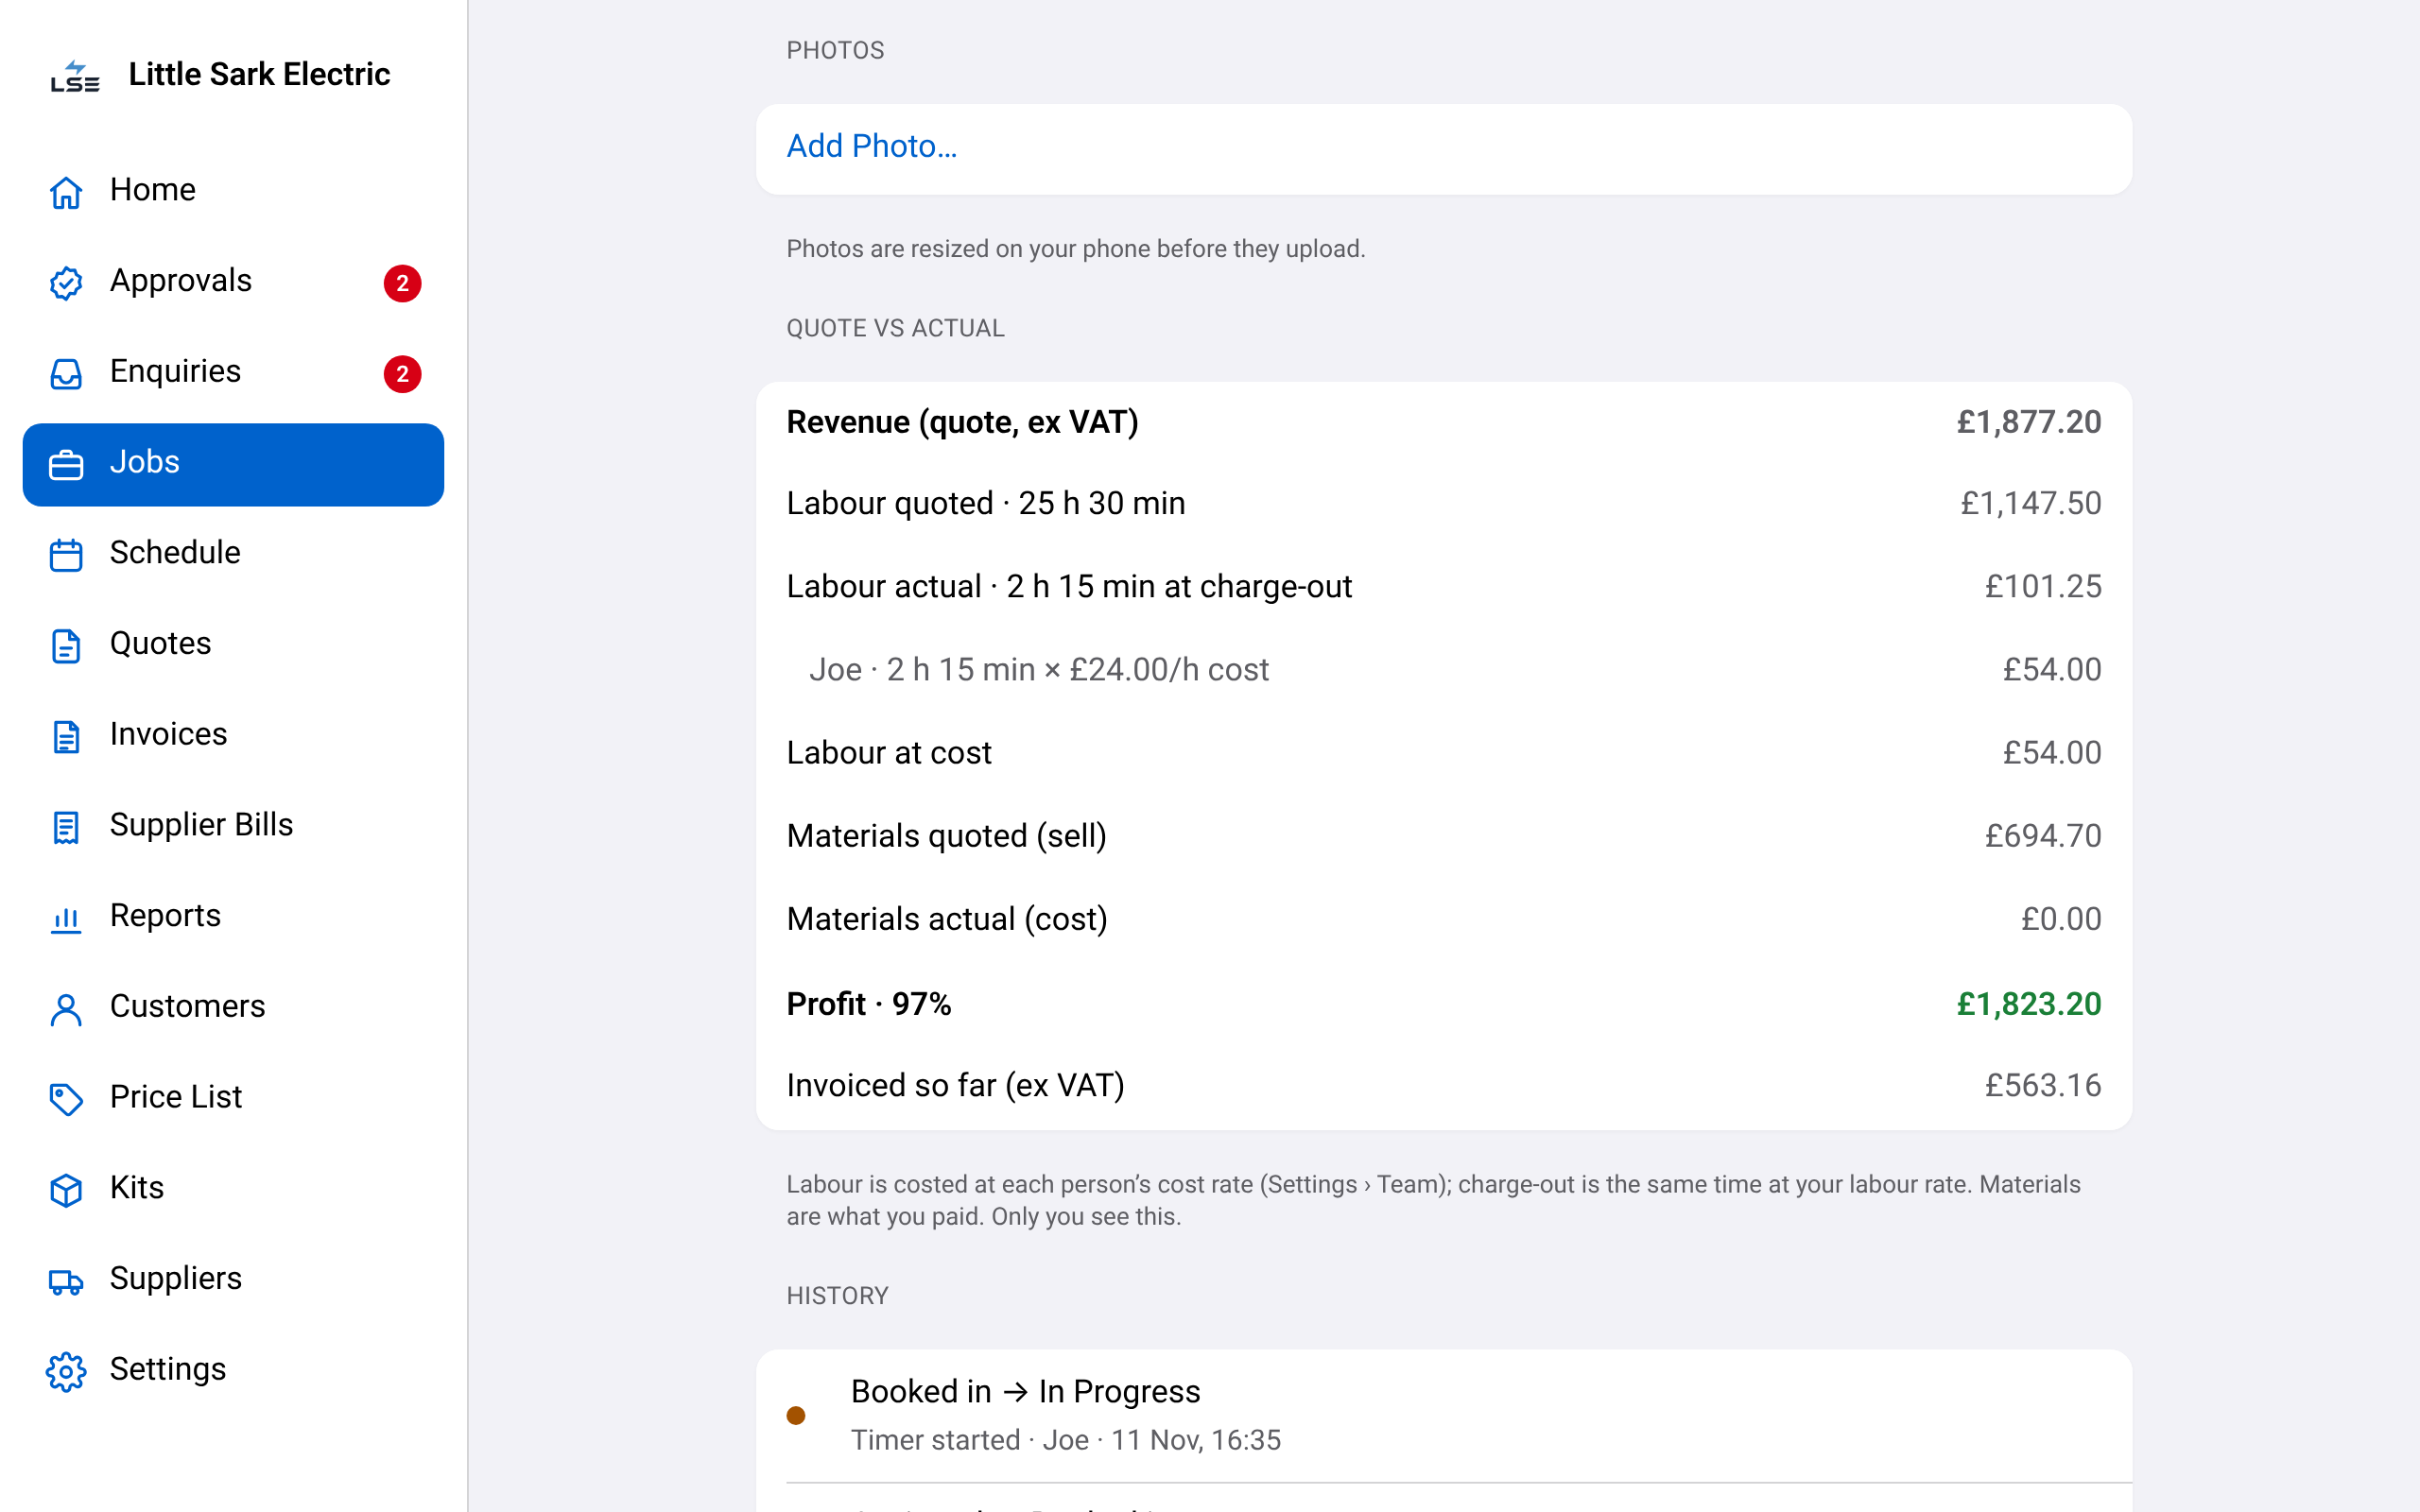 LSE Little Sark Electric
Home
Approvals 2
Enquiries 2
Jobs
Schedule
Quotes
Invoices
Supplier Bills
Reports
Customers
Price List
Kits
Suppliers
Settings
PHOTOS
Add Photo…
Photos are resized on your phone before they upload.
QUOTE VS ACTUAL
Revenue (quote, ex VAT) £1,877.20
Labour quoted · 25 h 30 min £1,147.50
Labour actual · 2 h 15 min at charge-out £101.25
Joe · 2 h 15 min × £24.00/h cost £54.00
Labour at cost £54.00
Materials quoted (sell) £694.70
Materials actual (cost) £0.00
Profit · 97% £1,823.20
Invoiced so far (ex VAT) £563.16
Labour is costed at each person’s cost rate (Settings › Team); charge-out is the same time at your labour rate. Materials
are what you paid. Only you see this.
HISTORY
Booked in → In Progress
Timer started · Joe · 11 Nov, 16:35